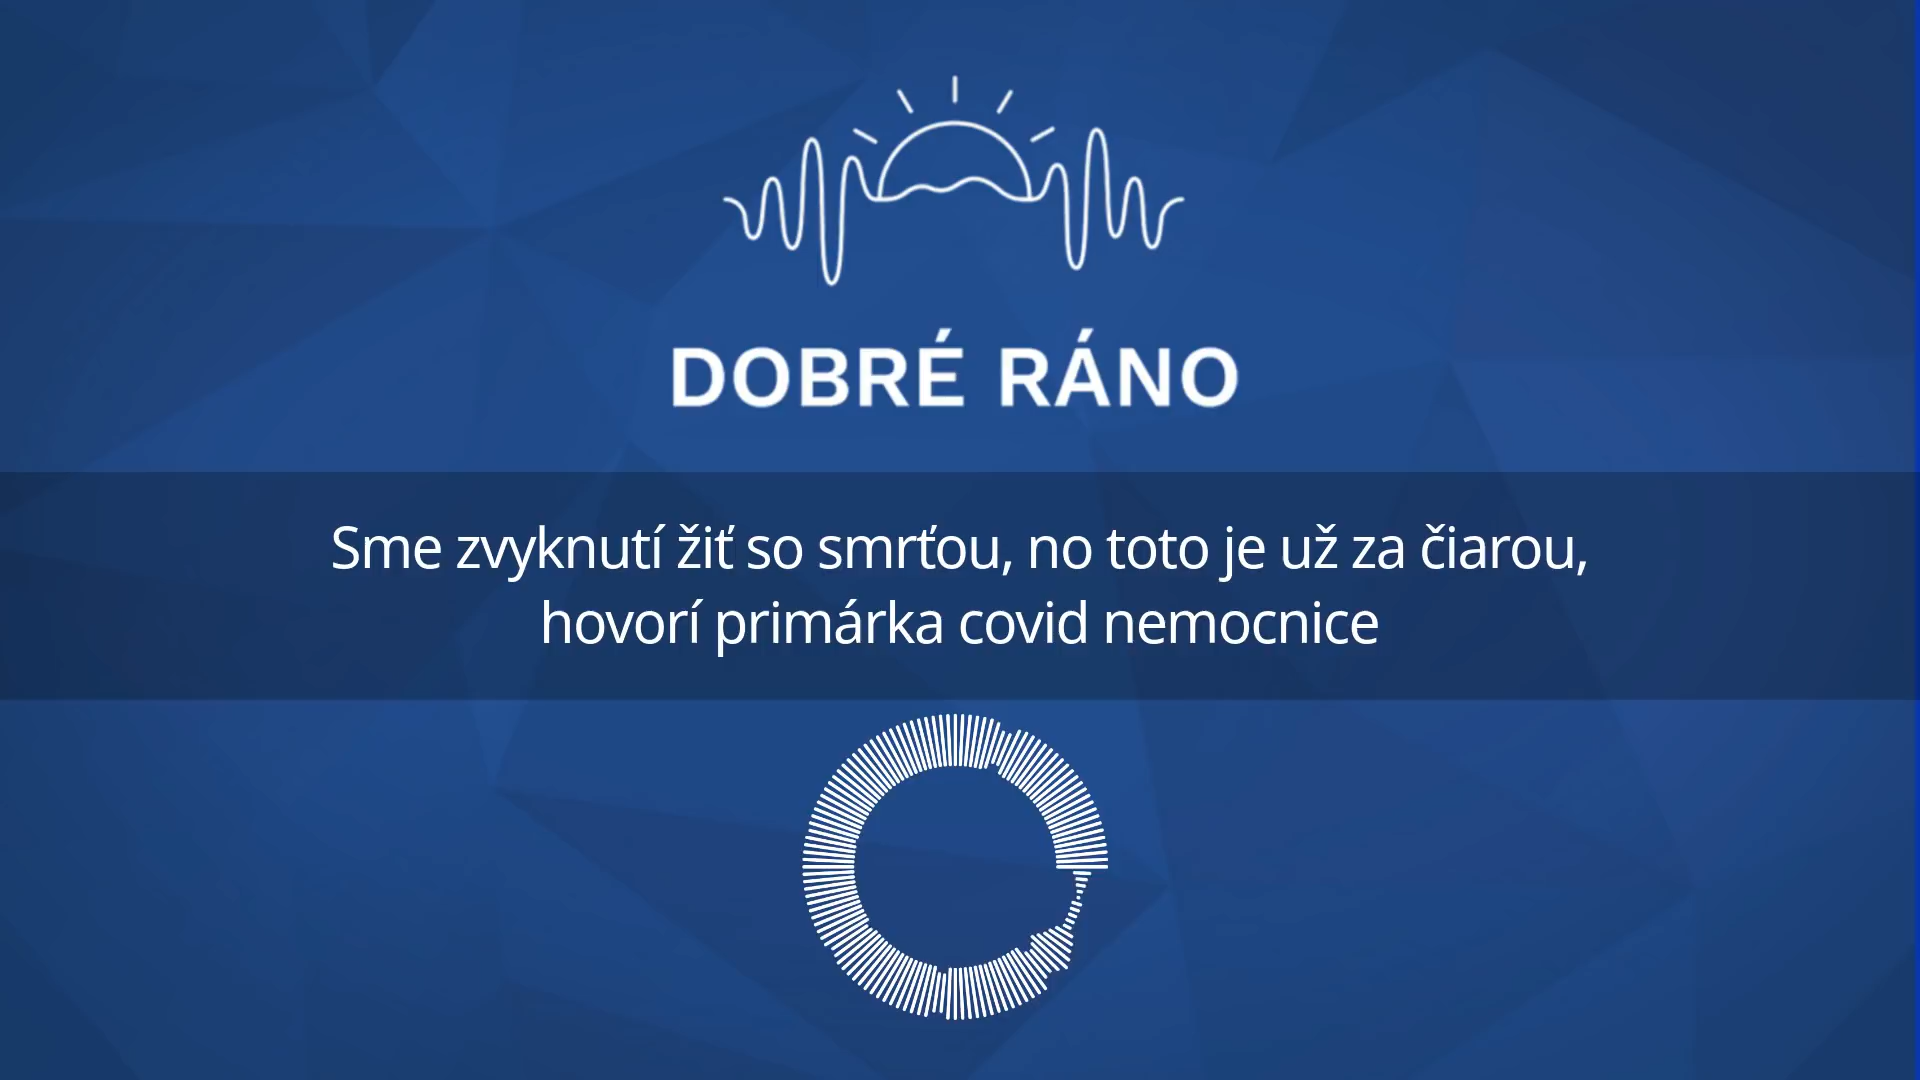 DOBRÉ RÁNO
Sme zvyknutí žiť so smrťou, no toto je už za čiarou,
hovorí primárka covid nemocnice